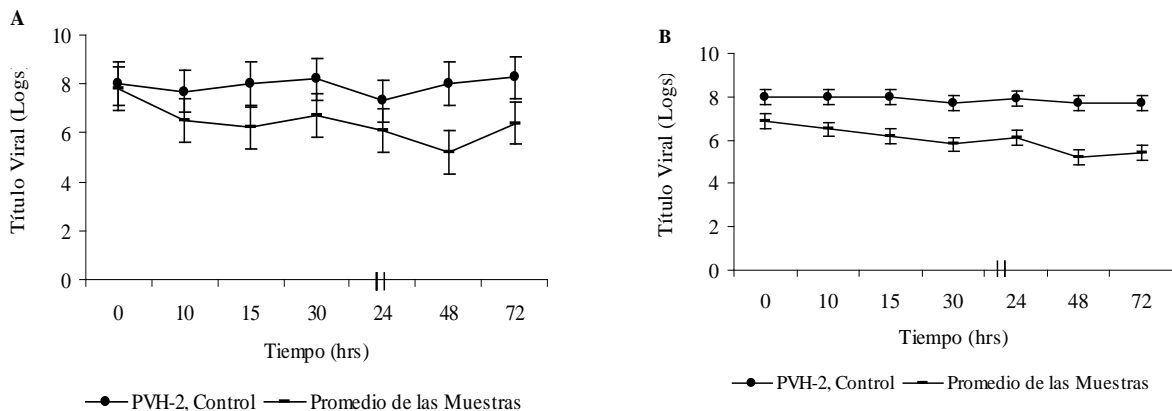 A
10
8
6
4
2
0
Título Viral (Logs)
0 10 15 30 24 48 72
Tiempo (hrs)
PVH-2, Control Promedio de las Muestras
B
10
8
6
4
2
0
Título Viral (Logs)
0 10 15 30 24 48 72
Tiempo (hrs)
PVH-2, Control Promedio de las Muestras